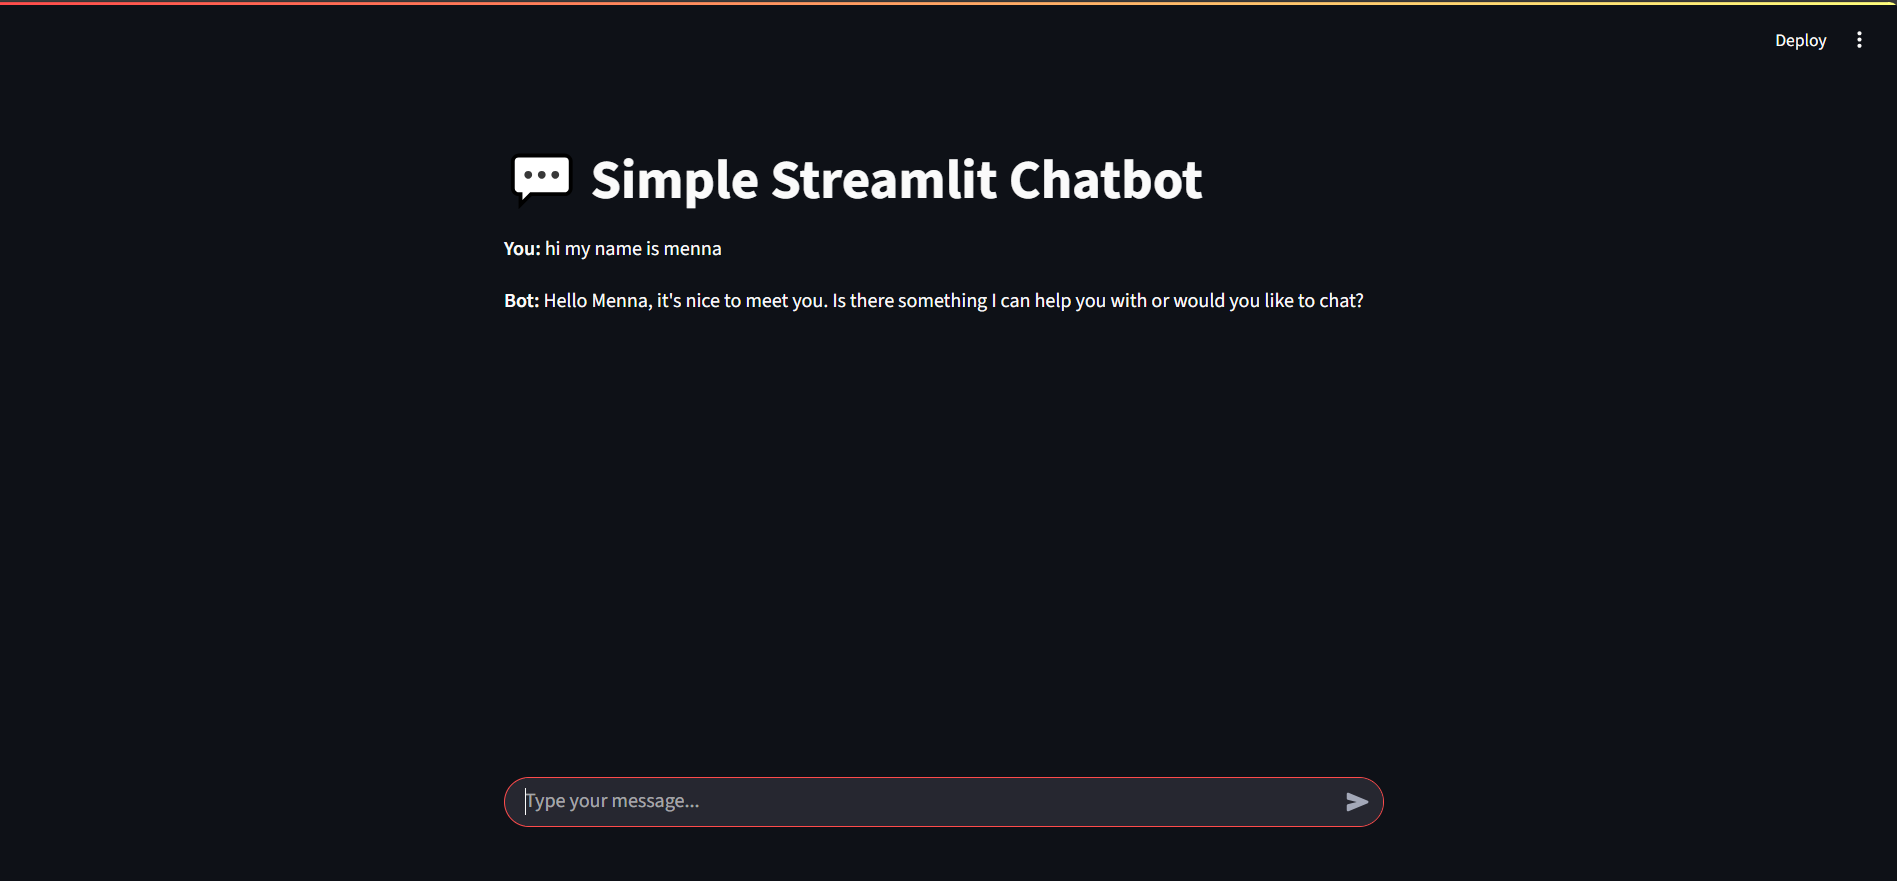 Deploy
Simple Streamlit Chatbot
You: hi my name is menna
Bot: Hello Menna, it's nice to meet you. Is there something I can help you with or would you like to chat?
Type your message...